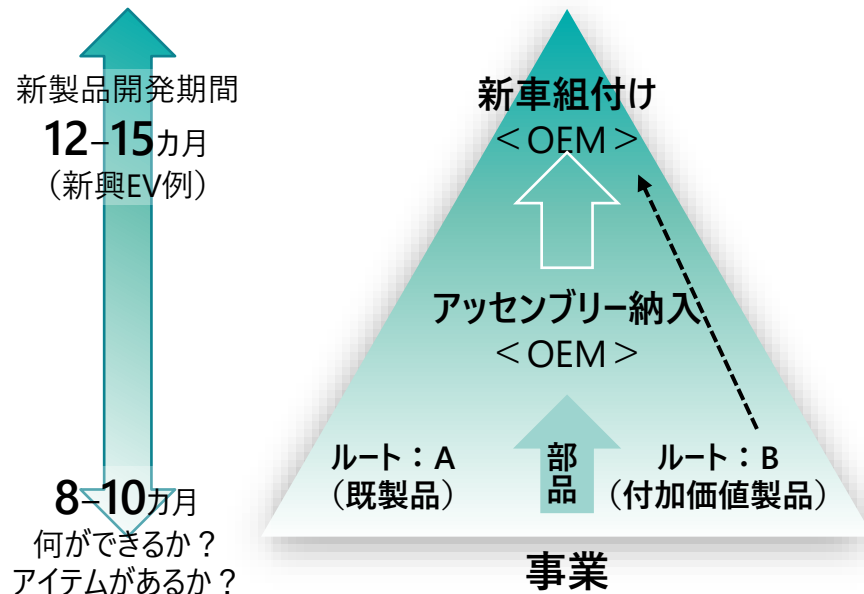 新製品開発期間
12–15カ月
（新興EV例）
8–10カ月
何ができるか？
アイテムがあるか？
新車組付け
＜OEM＞
アッセンブリー納入
＜OEM＞
ルート：A
（既製品）
部品
ルート：B
（付加価値製品）
事業